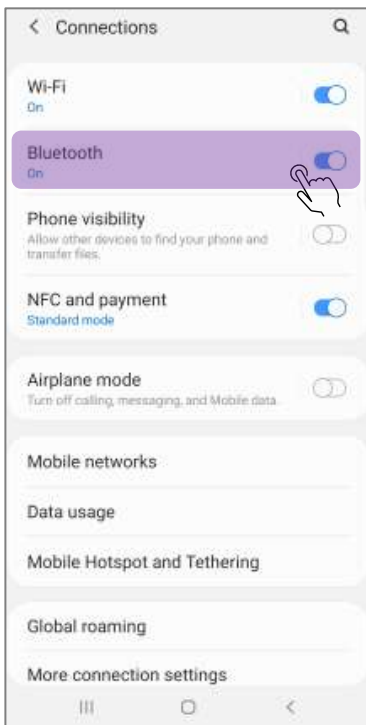 Connections
Wi-Fi
On
Bluetooth
On
Phone visibility
Allow other devices to find your phone and
transfer files.
NFC and payment
Standard mode
Airplane mode
Turn off calling, messaging, and Mobile data.
Mobile networks
Data usage
Mobile Hotspot and Tethering
Global roaming
More connection settings